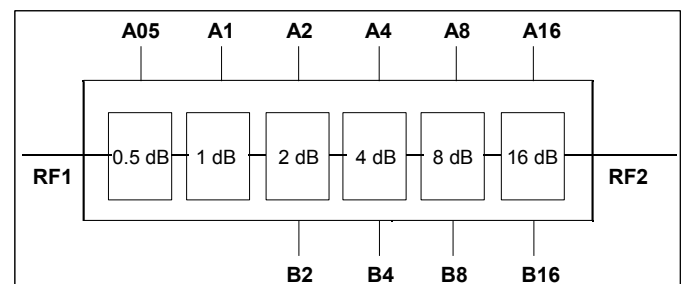 A05 A1 A2 A4 A8 A16
0.5 dB 1 dB 2 dB 4 dB 8 dB 16 dB
RF1 RF2
B2 B4 B8 B16